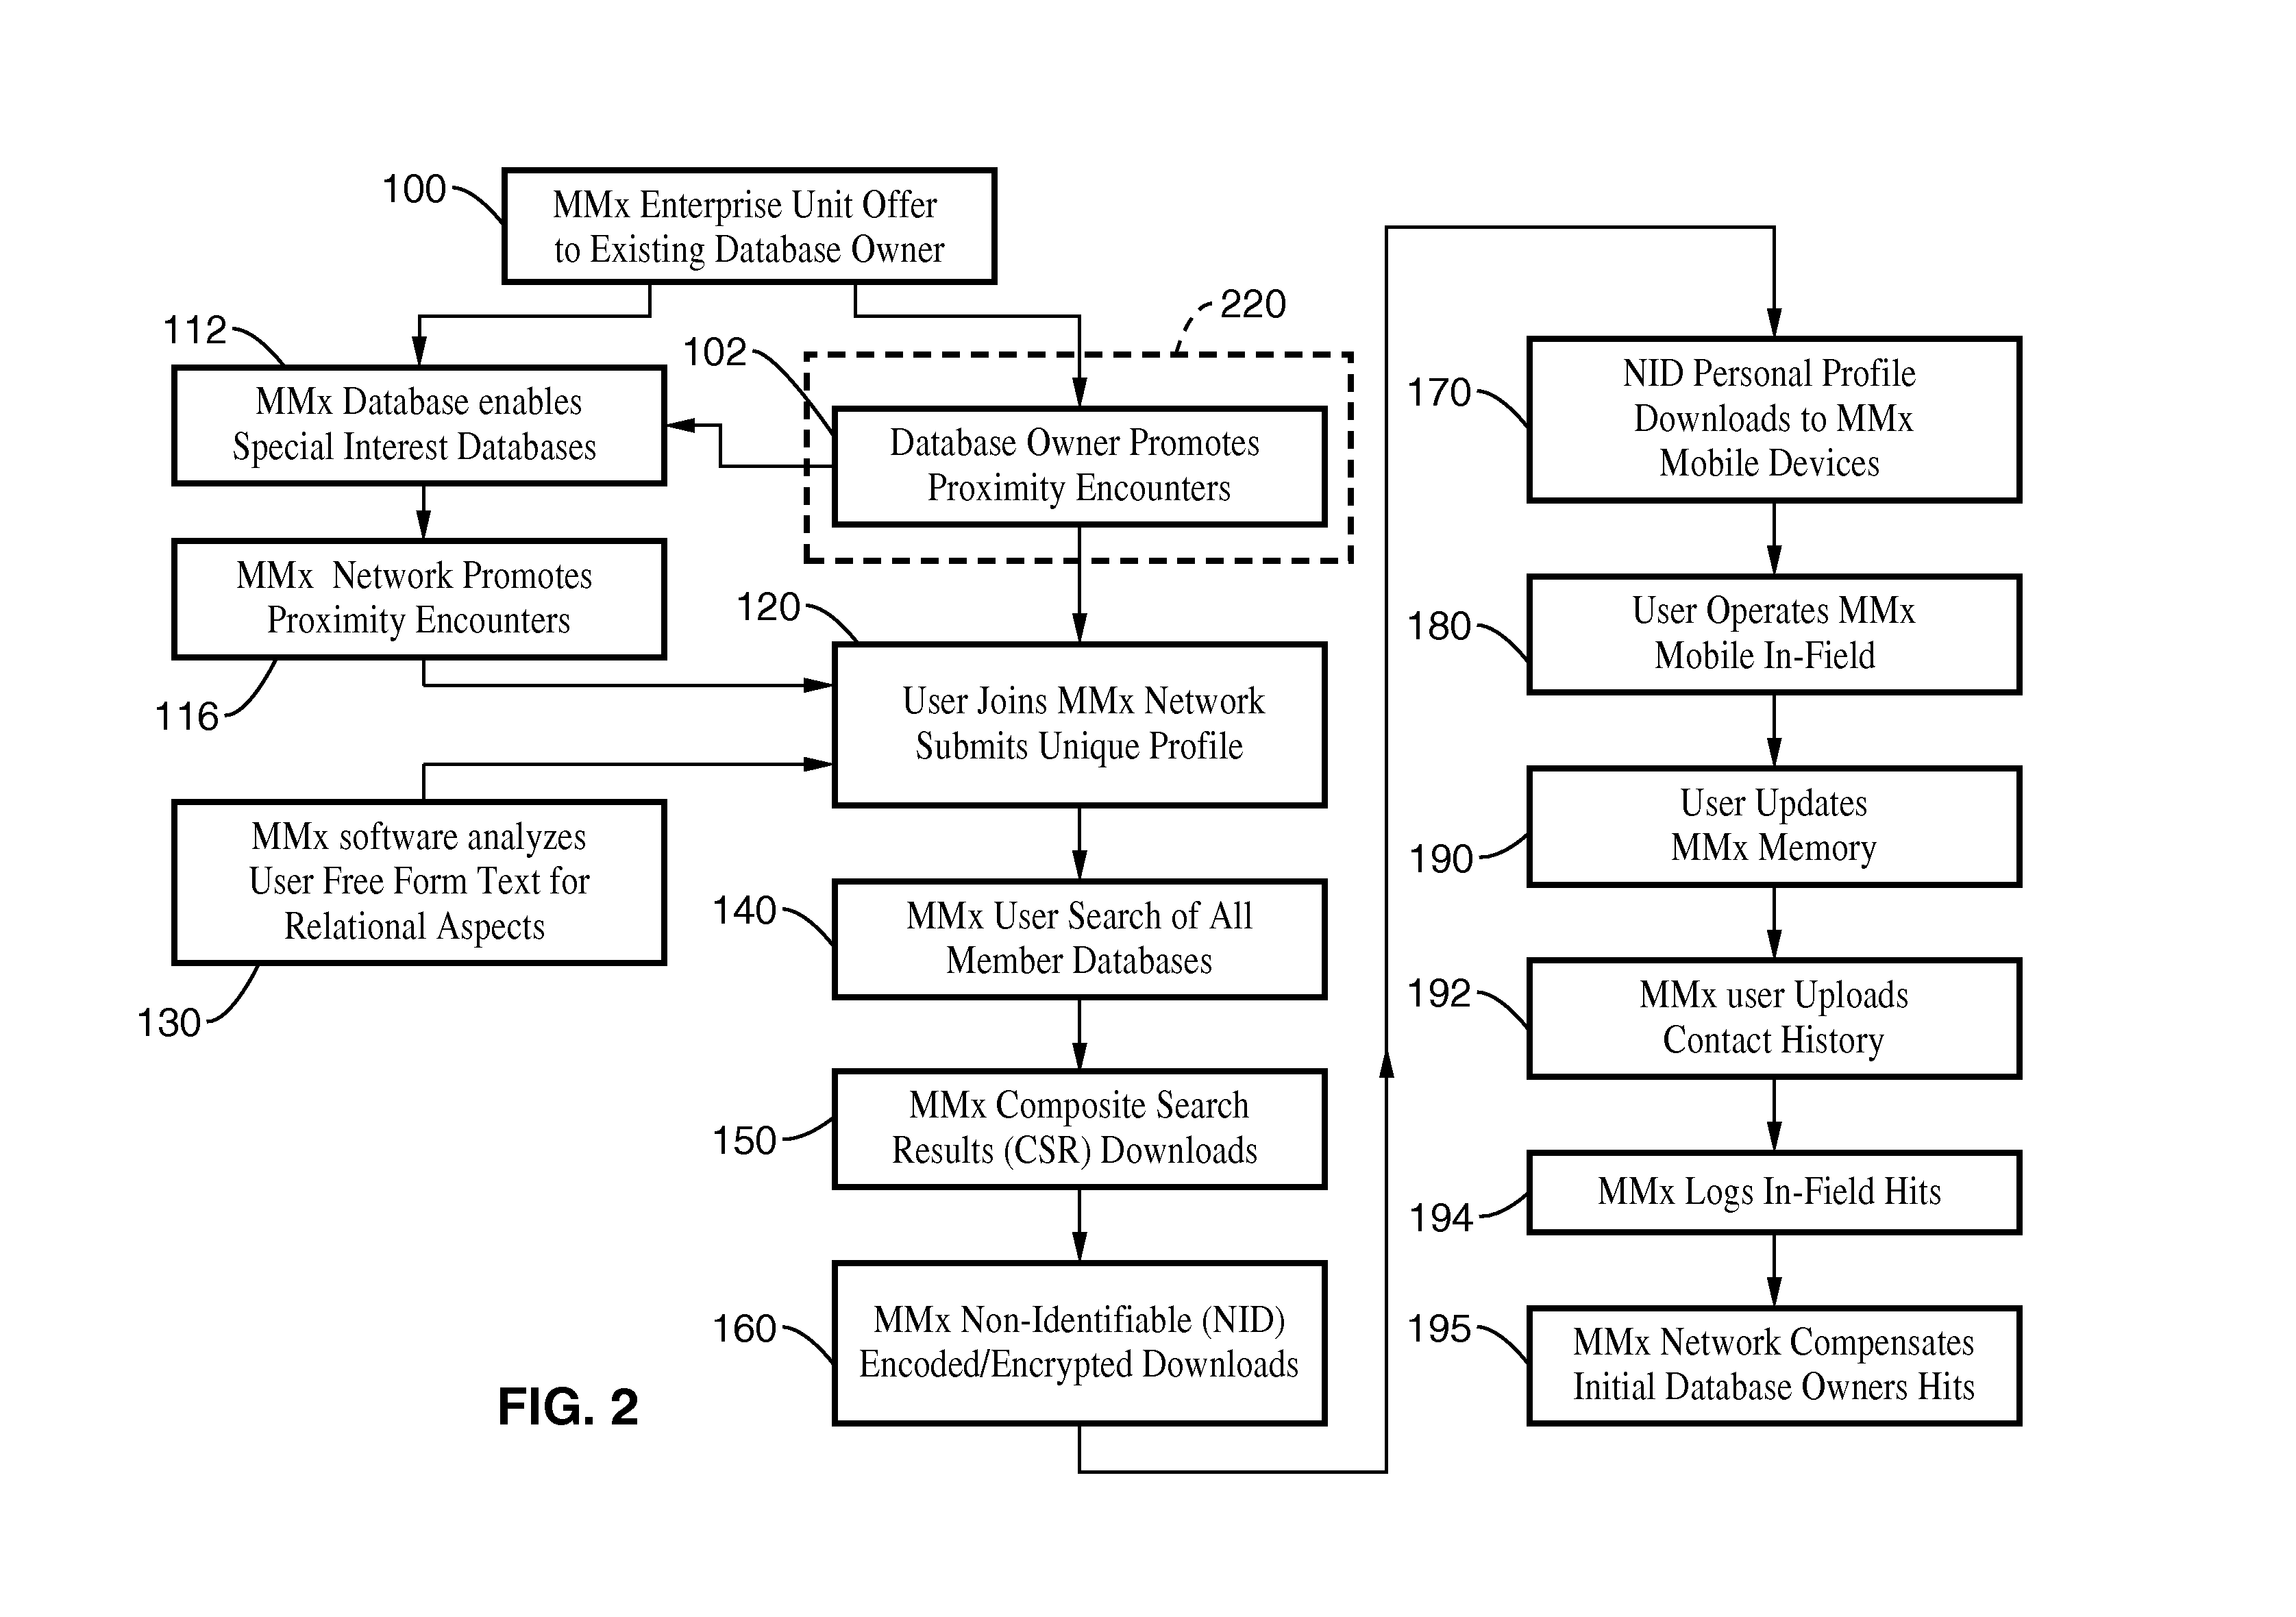 100
MMx Enterprise Unit Offer
to Existing Database Owner
220
112
102
MMx Database enables
Special Interest Databases
Database Owner Promotes
Proximity Encounters
MMx Network Promotes
Proximity Encounters
116
120
User Joins MMx Network
Submits Unique Profile
MMx software analyzes
User Free Form Text for
Relational Aspects
130
140
MMx User Search of All
Member Databases
150
MMx Composite Search
Results (CSR) Downloads
160
MMx Non-Identifiable (NID)
Encoded/Encrypted Downloads
170
NID Personal Profile
Downloads to MMx
Mobile Devices
180
User Operates MMx
Mobile In-Field
190
User Updates
MMx Memory
192
MMx user Uploads
Contact History
194
MMx Logs In-Field Hits
195
MMx Network Compensates
Initial Database Owners Hits
FIG. 2